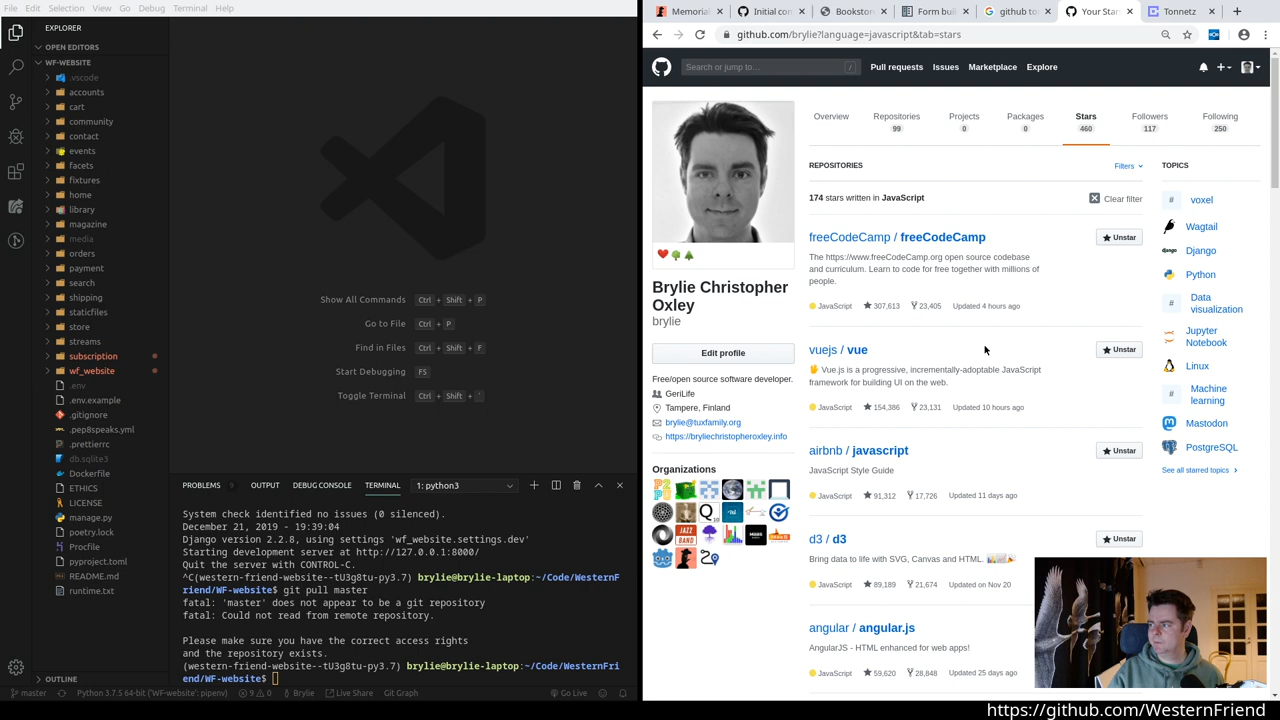 File Edit Selection View Go Debug Terminal Help
EXPLORER
OPEN EDITORS
WF-WEBSITE
.vscode
accounts
cart
community
contact
events
facets
fixtures
home
library
magazine
media
orders
payment
search
shipping
staticfiles
store
streams
subscription
wf_website
.env
.env.example
.gitignore
.pep8speaks.yml
.prettierrc
db.sqlite3
Dockerfile
ETHICS
LICENSE
manage.py
poetry.lock
Procfile
pyproject.toml
README.md
runtime.txt
OUTLINE
Show All Commands Ctrl + Shift + P
Go to File Ctrl + P
Find in Files Ctrl + Shift + F
Start Debugging F5
Toggle Terminal Ctrl + Shift + `
PROBLEMS 9 OUTPUT DEBUG CONSOLE TERMINAL 1: python3
System check identified no issues (0 silenced).
December 21, 2019 - 19:39:04
Django version 2.2.8, using settings 'wf_website.settings.dev'
Starting development server at http://127.0.0.1:8000/
Quit the server with CONTROL-C.
^C(western-friend-website--tU3g8tu-py3.7) brylie@brylie-laptop:~/Code/WesternF
riend/WF-website$ git pull master
fatal: 'master' does not appear to be a git repository
fatal: Could not read from remote repository.
Please make sure you have the correct access rights
and the repository exists.
(western-friend-website--tU3g8tu-py3.7) brylie@brylie-laptop:~/Code/WesternFri
end/WF-website$
master Python 3.7.5 64-bit ('WF-website': pipenv) 9 0 Brylie Live Share Git Graph Go Live
Memorial Initial con Bookstore Form buil github to Your Stars Tonnetz
github.com/brylie?language=javascript&tab=stars
Search or jump to… / Pull requests Issues Marketplace Explore
Overview Repositories 99 Projects 0 Packages 0 Stars 460 Followers 117 Following 250
Brylie Christopher
Oxley
brylie
Edit profile
Free/open source software developer.
GeriLife
Tampere, Finland
brylie@tuxfamily.org
https://bryliechristopheroxley.info
Organizations
REPOSITORIES Filters
174 stars written in JavaScript Clear filter
freeCodeCamp / freeCodeCamp Unstar
The https://www.freeCodeCamp.org open source codebase
and curriculum. Learn to code for free together with millions of
people.
JavaScript 307,613 23,405 Updated 4 hours ago
vuejs / vue Unstar
Vue.js is a progressive, incrementally-adoptable JavaScript
framework for building UI on the web.
JavaScript 154,386 23,131 Updated 10 hours ago
airbnb / javascript Unstar
JavaScript Style Guide
JavaScript 91,312 17,726 Updated 11 days ago
d3 / d3 Unstar
Bring data to life with SVG, Canvas and HTML.
JavaScript 89,189 21,674 Updated on Nov 20
angular / angular.js
AngularJS - HTML enhanced for web apps!
JavaScript 59,620 28,848 Updated 25 days ago
TOPICS
# voxel
Wagtail
django Django
Python
# Data
visualization
Jupyter
Notebook
Linux
# Machine
learning
Mastodon
PostgreSQL
See all starred topics
https://github.com/WesternFriend